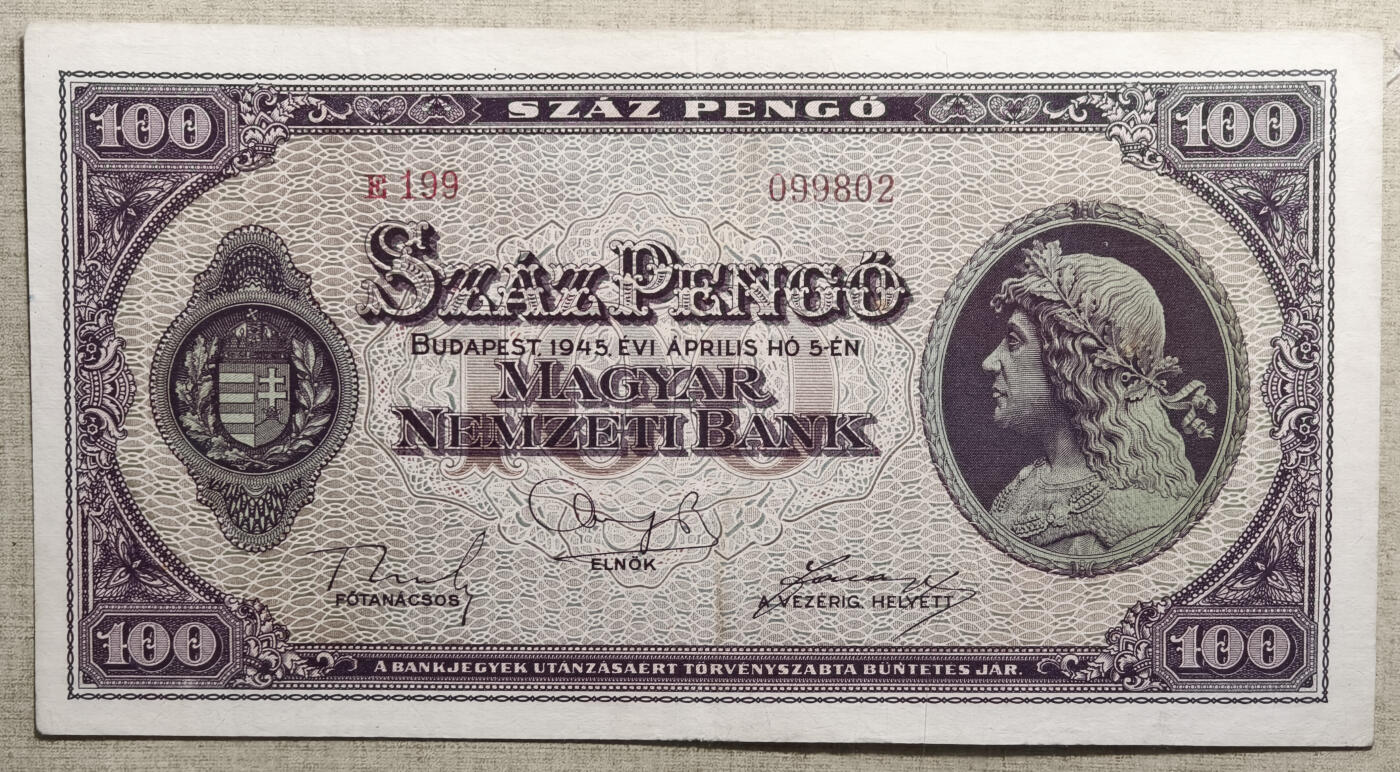 100 SZÁZ PENGŐ 100
E 199 099802
SZÁZ PENGŐ
BUDAPEST, 1945. ÉVI ÁPRILIS HÓ 5-ÉN
MAGYAR
NEMZETI BANK
ELNÖK
FŐTANÁCSOS A VEZÉRIG. HELYETT
100 A BANKJEGYEK UTÁNZÁSÁÉRT TÖRVÉNYSZABTA BÜNTETÉS JÁR. 100